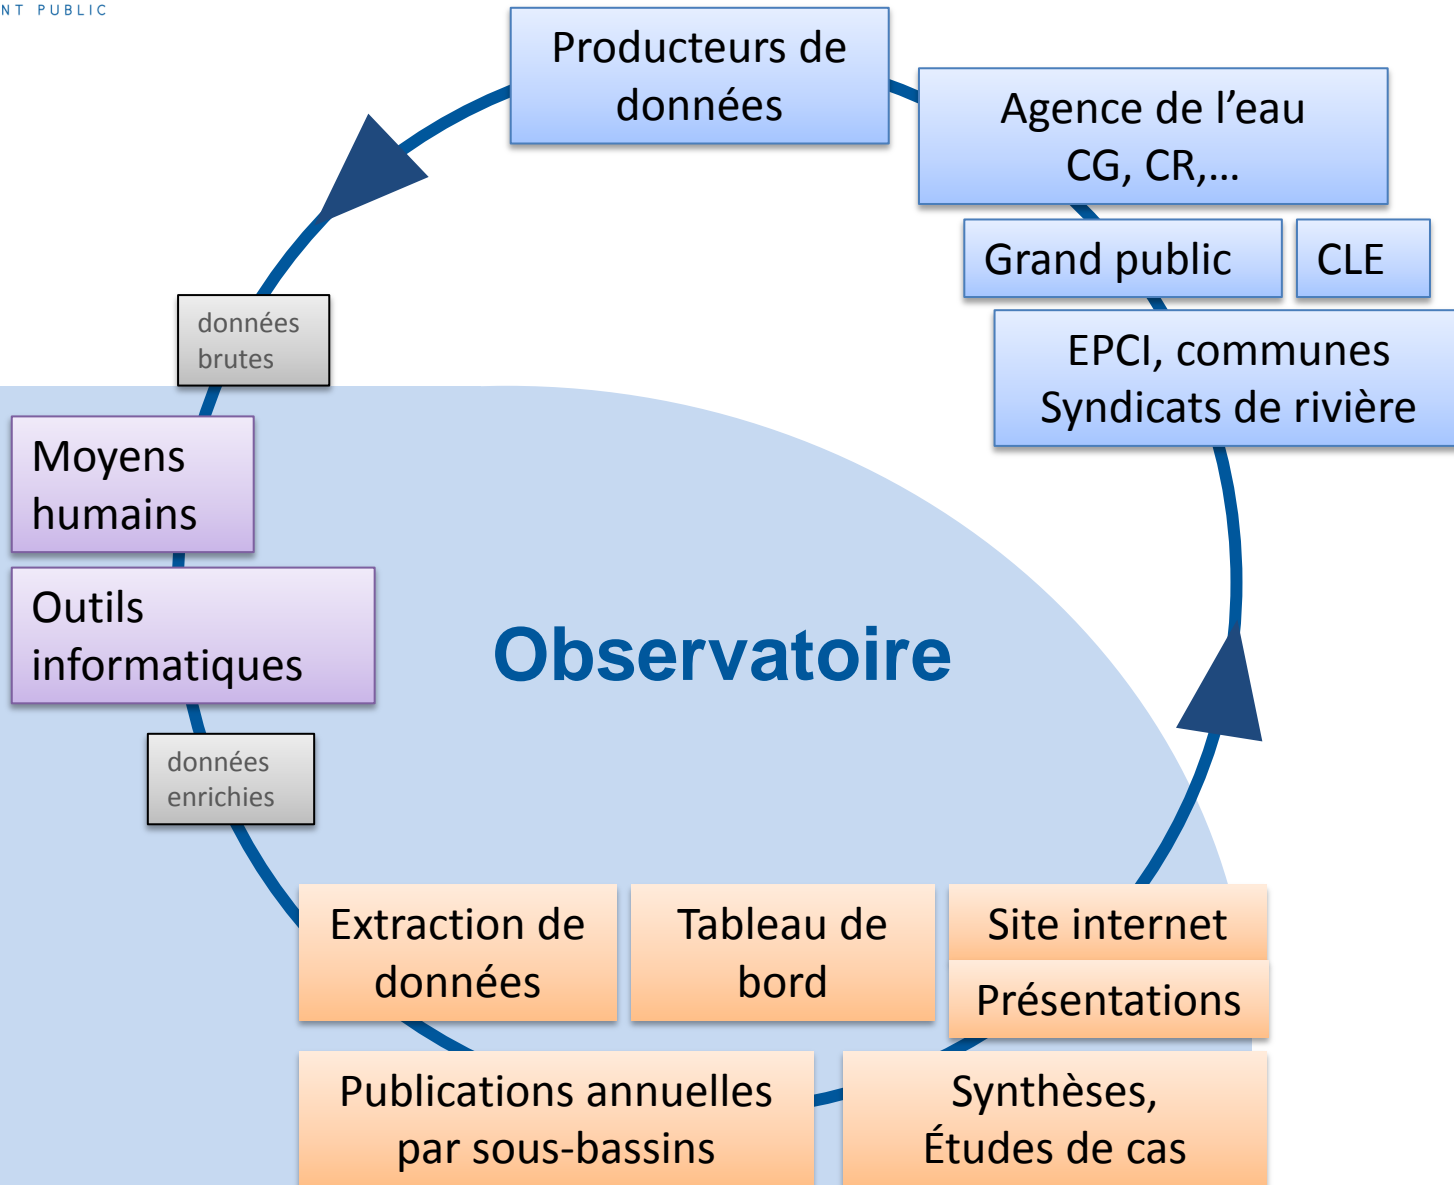 NT PUBLIC
Producteurs de
données
Agence de l’eau
CG, CR,…
Grand public
CLE
EPCI, communes
Syndicats de rivière
données
brutes
Moyens
humains
Outils
informatiques
Observatoire
données
enrichies
Extraction de
données
Tableau de
bord
Site internet
Présentations
Publications annuelles
par sous-bassins
Synthèses,
Études de cas